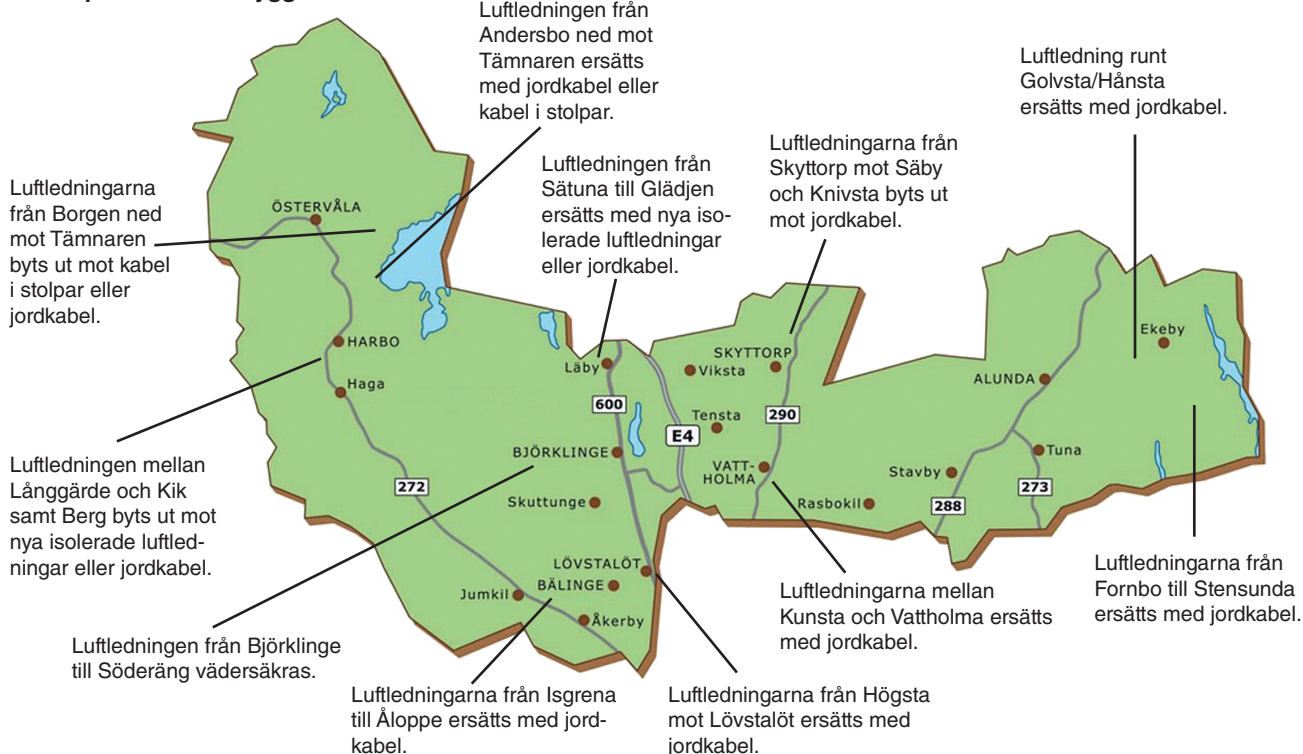 Luftledningen från
Andersbo ned mot
Tämnaren ersätts
med jordkabel eller
kabel i stolpar.
Luftledning runt
Golvsta/Hånsta
ersätts med jordkabel.
Luftledningarna från
Skyttorp mot Säby
och Knivsta byts ut
mot jordkabel.
Luftledningen från
Sätuna till Glädjen
ersätts med nya iso-
lerade luftledningar
eller jordkabel.
Luftledningarna
från Borgen ned
mot Tämnaren
byts ut mot kabel
i stolpar eller
jordkabel.
ÖSTERVÅLA
HARBO
Haga
Läby
Viksta
SKYTTORP
Ekeby
ALUNDA
600
290
Tensta
E4
BJÖRKLINGE
VATT-
HOLMA
Tuna
Stavby
272
273
Skuttunge
Rasbokil
288
LÖVSTALÖT
BÄLINGE
Jumkil
Åkerby
Luftledningen mellan
Långgärde och Kik
samt Berg byts ut mot
nya isolerade luftled-
ningar eller jordkabel.
Luftledningarna från
Fornbo till Stensunda
ersätts med jordkabel.
Luftledningarna mellan
Kunsta och Vattholma ersätts
med jordkabel.
Luftledningen från Björklinge
till Söderäng vädersäkras.
Luftledningarna från Isgrena
till Åloppe ersätts med jord-
kabel.
Luftledningarna från Högsta
mot Lövstalöt ersätts med
jordkabel.